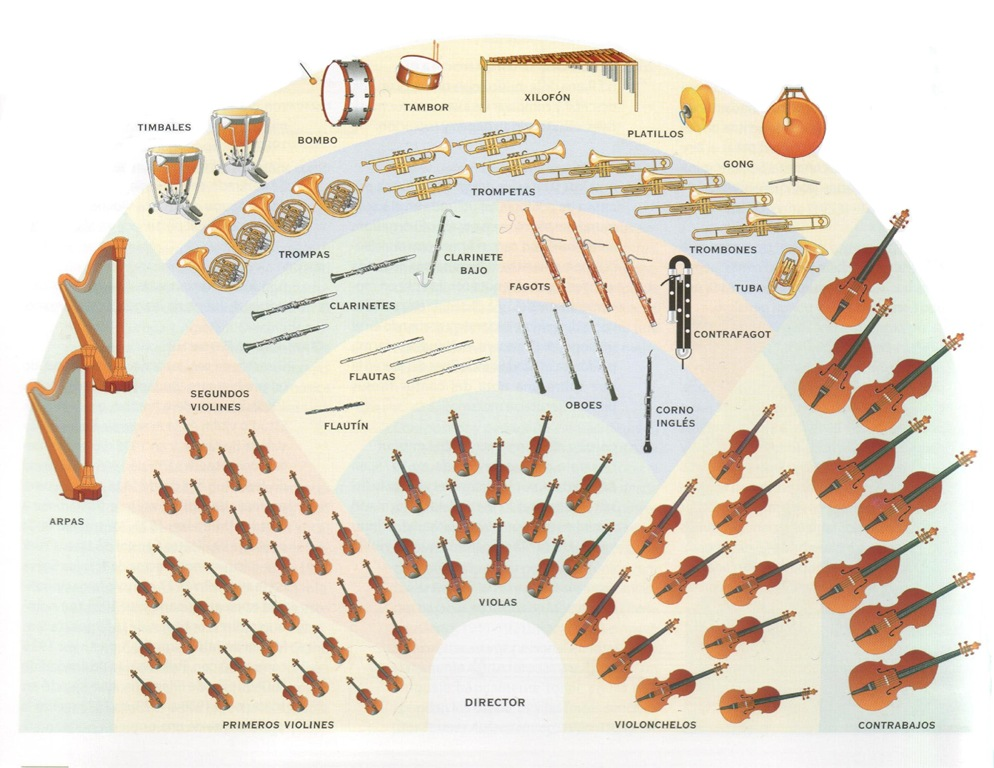 TIMBALES
BOMBO
TAMBOR
XILOFÓN
PLATILLOS
GONG
TROMPETAS
TROMPAS
TROMBONES
TUBA
CLARINETE
BAJO
CLARINETES
FAGOTS
CONTRAFAGOT
FLAUTAS
FLAUTÍN
OBOES
CORNO
INGLÉS
SEGUNDOS
VIOLINES
ARPAS
VIOLAS
DIRECTOR
PRIMEROS VIOLINES
VIOLONCHELOS
CONTRABAJOS